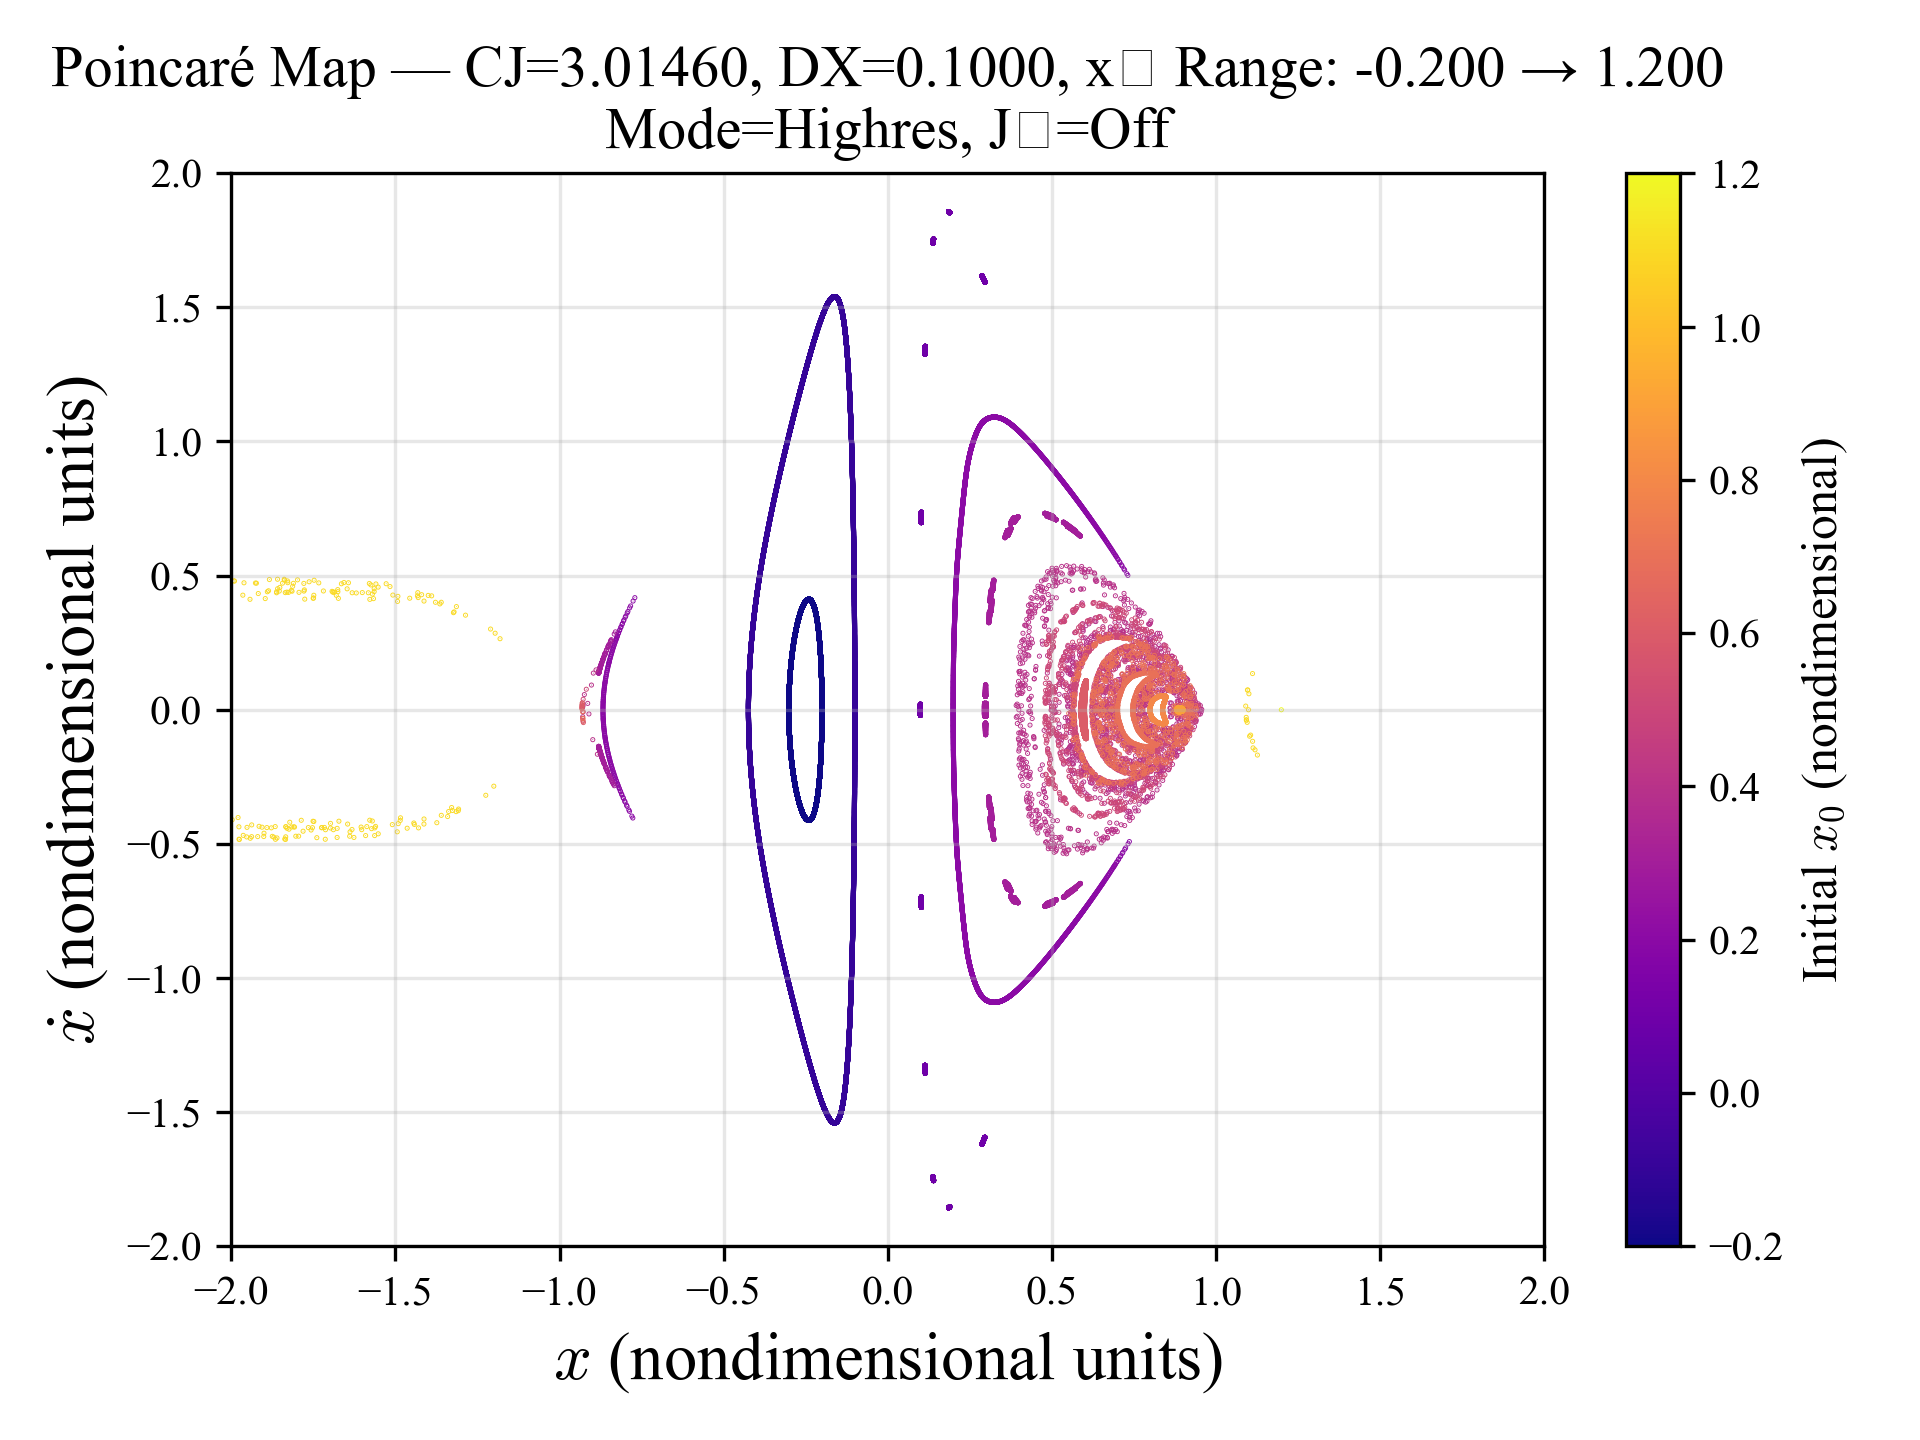 Poincaré Map — CJ=3.01460, DX=0.1000, x□ Range: -0.200 → 1.200
Mode=Highres, J□=Off
2.0
1.5
1.0
0.5
0.0
−0.5
−1.0
−1.5
−2.0
ẋ (nondimensional units)
−2.0 −1.5 −1.0 −0.5 0.0 0.5 1.0 1.5 2.0
x (nondimensional units)
1.2
1.0
0.8
0.6
0.4
0.2
0.0
−0.2
Initial x₀ (nondimensional)